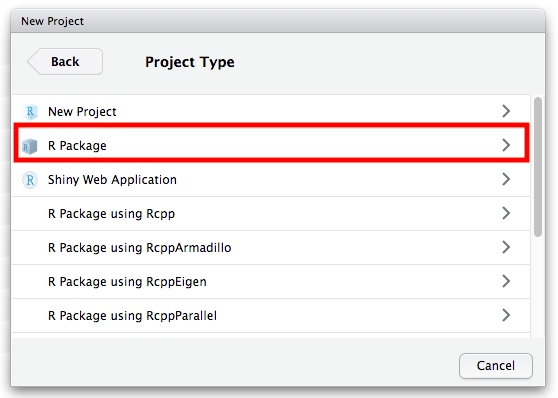 New Project
Back
Project Type
New Project
R Package
Shiny Web Application
R Package using Rcpp
R Package using RcppArmadillo
R Package using RcppEigen
R Package using RcppParallel
Cancel